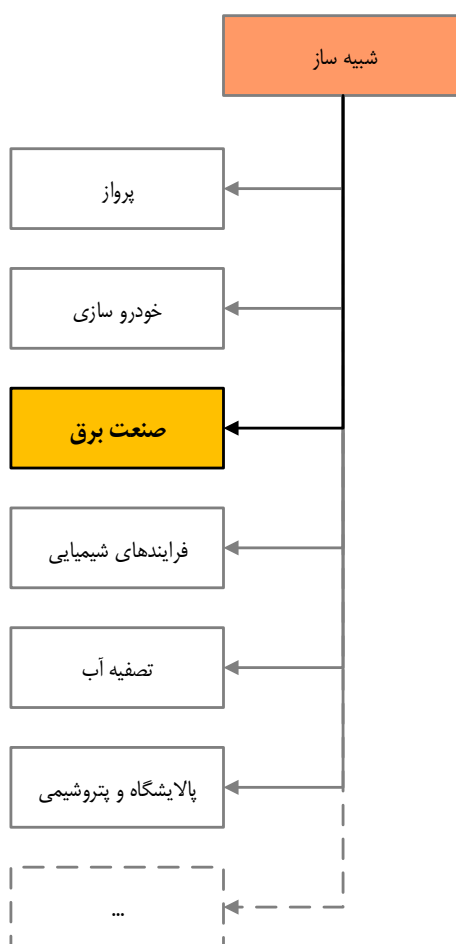 شبیه ساز
پرواز
خودرو سازی
صنعت برق
فرایندهای شیمیایی
تصفیه آب
پالایشگاه و پتروشیمی
...